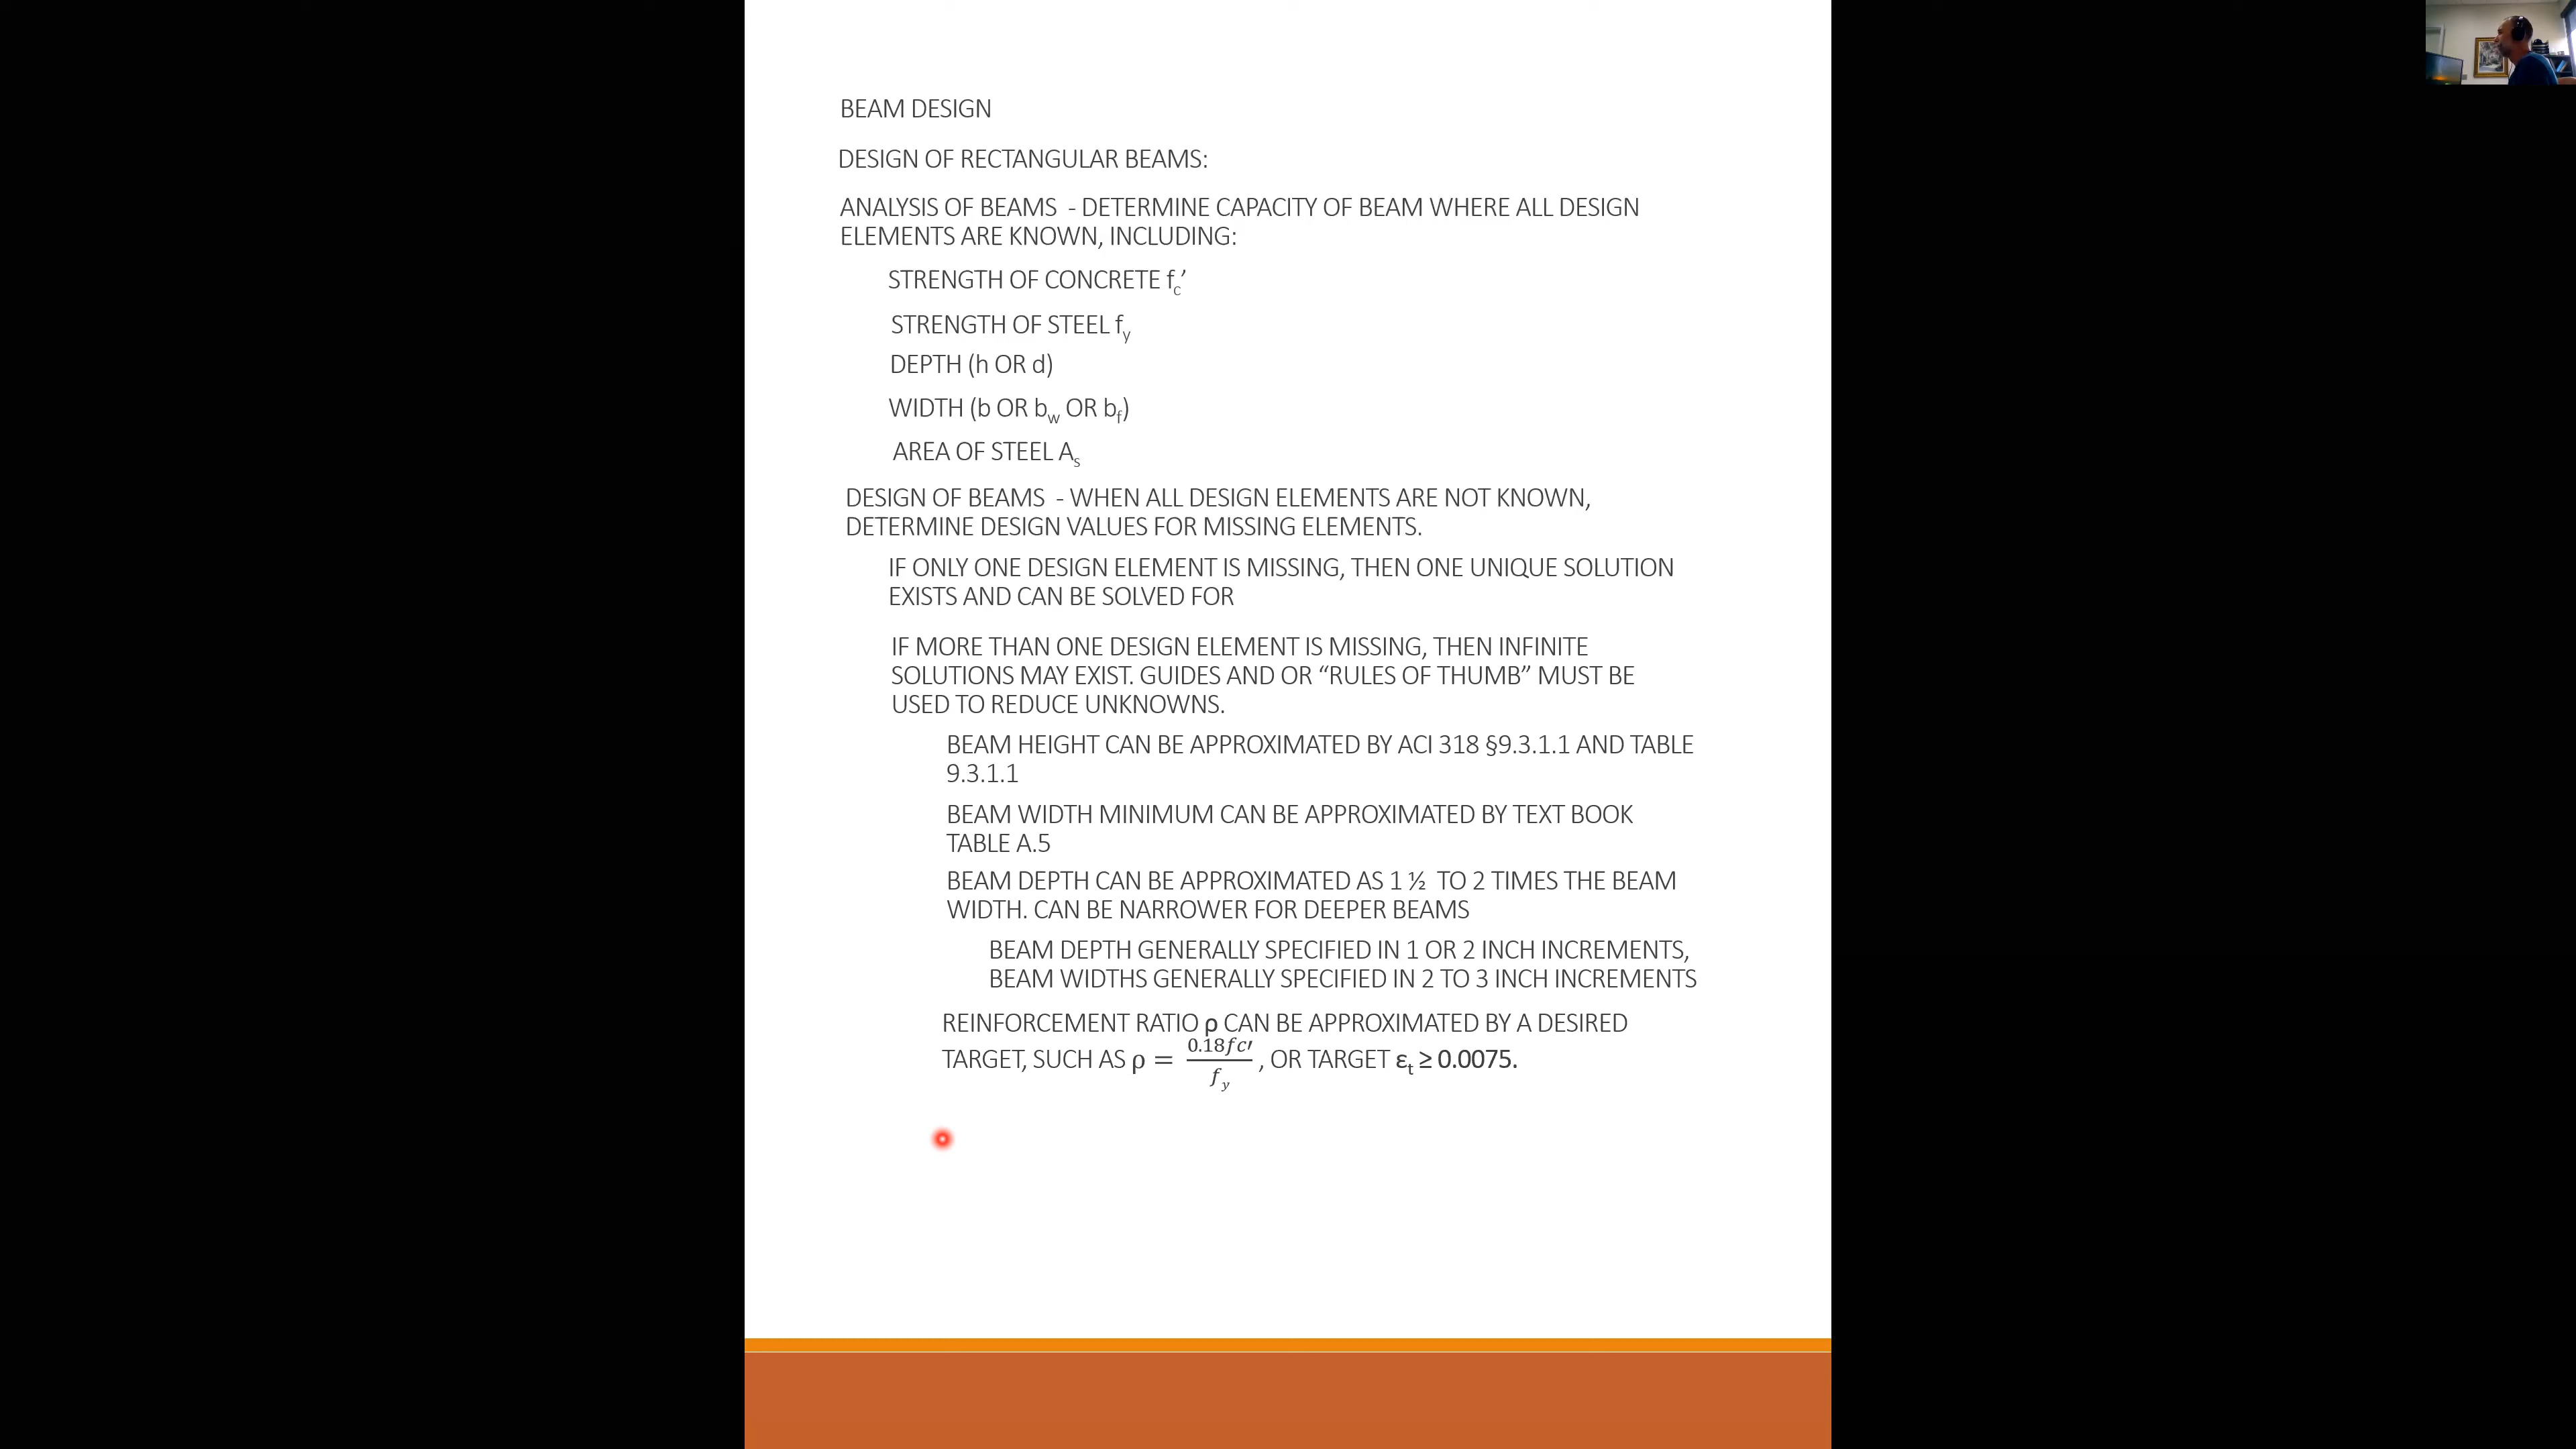 BEAM DESIGN
DESIGN OF RECTANGULAR BEAMS:
ANALYSIS OF BEAMS - DETERMINE CAPACITY OF BEAM WHERE ALL DESIGN
ELEMENTS ARE KNOWN, INCLUDING:
STRENGTH OF CONCRETE f_c'
STRENGTH OF STEEL f_y
DEPTH (h OR d)
WIDTH (b OR b_w OR b_f)
AREA OF STEEL A_s
DESIGN OF BEAMS - WHEN ALL DESIGN ELEMENTS ARE NOT KNOWN,
DETERMINE DESIGN VALUES FOR MISSING ELEMENTS.
IF ONLY ONE DESIGN ELEMENT IS MISSING, THEN ONE UNIQUE SOLUTION
EXISTS AND CAN BE SOLVED FOR
IF MORE THAN ONE DESIGN ELEMENT IS MISSING, THEN INFINITE
SOLUTIONS MAY EXIST. GUIDES AND OR “RULES OF THUMB” MUST BE
USED TO REDUCE UNKNOWNS.
BEAM HEIGHT CAN BE APPROXIMATED BY ACI 318 §9.3.1.1 AND TABLE
9.3.1.1
BEAM WIDTH MINIMUM CAN BE APPROXIMATED BY TEXT BOOK
TABLE A.5
BEAM DEPTH CAN BE APPROXIMATED AS 1 ½ TO 2 TIMES THE BEAM
WIDTH. CAN BE NARROWER FOR DEEPER BEAMS
BEAM DEPTH GENERALLY SPECIFIED IN 1 OR 2 INCH INCREMENTS,
BEAM WIDTHS GENERALLY SPECIFIED IN 2 TO 3 INCH INCREMENTS
REINFORCEMENT RATIO ρ CAN BE APPROXIMATED BY A DESIRED
TARGET, SUCH AS ρ = 0.18fc′/f_y , OR TARGET ε_t ≥ 0.0075.